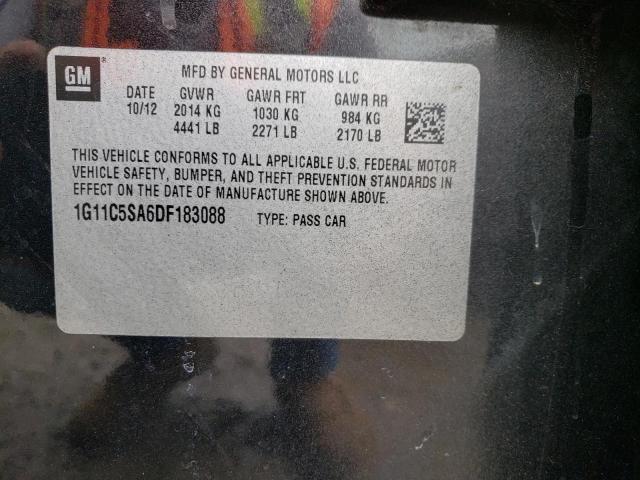 GM ®
MFD BY GENERAL MOTORS LLC
DATE GVWR GAWR FRT GAWR RR
10/12 2014 KG 1030 KG 984 KG
4441 LB 2271 LB 2170 LB
THIS VEHICLE CONFORMS TO ALL APPLICABLE U.S. FEDERAL MOTOR
VEHICLE SAFETY, BUMPER, AND THEFT PREVENTION STANDARDS IN
EFFECT ON THE DATE OF MANUFACTURE SHOWN ABOVE.
1G11C5SA6DF183088 TYPE: PASS CAR